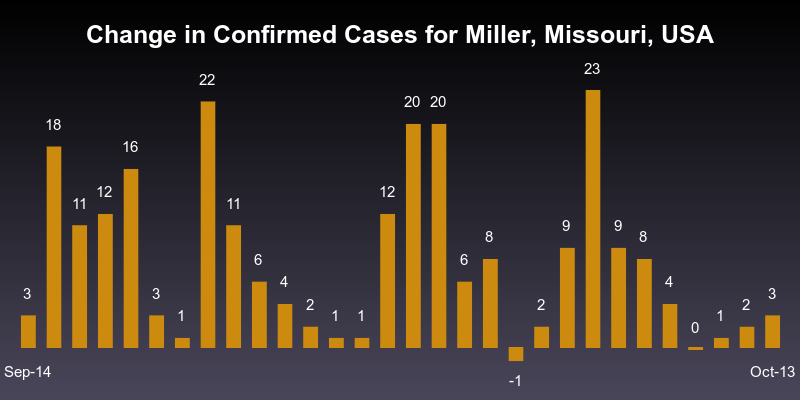 Change in Confirmed Cases for Miller, Missouri, USA
3 18 11 12 16 3 1 22 11 6 4 2 1 1 12 20 20 6 8 -1 2 9 23 9 8 4 0 1 2 3
Sep-14 Oct-13